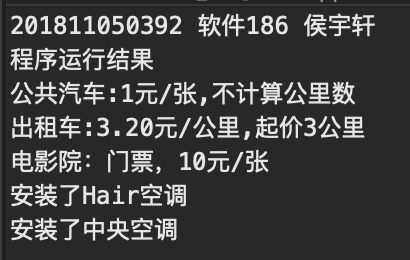 201811050392 软件186 侯宇轩
程序运行结果
公共汽车:1元/张,不计算公里数
出租车:3.20元/公里,起价3公里
电影院：门票，10元/张
安装了Hair空调
安装了中央空调